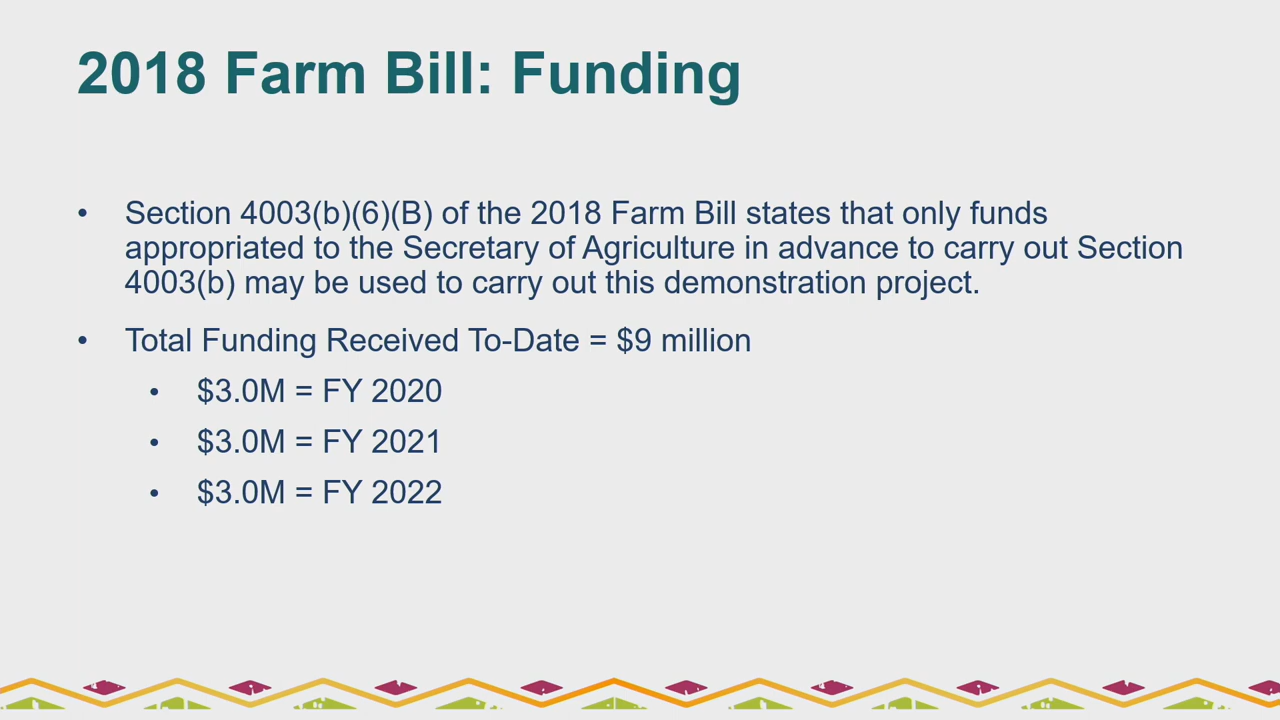 2018 Farm Bill: Funding
• Section 4003(b)(6)(B) of the 2018 Farm Bill states that only funds
appropriated to the Secretary of Agriculture in advance to carry out Section
4003(b) may be used to carry out this demonstration project.
• Total Funding Received To-Date = $9 million
• $3.0M = FY 2020
• $3.0M = FY 2021
• $3.0M = FY 2022